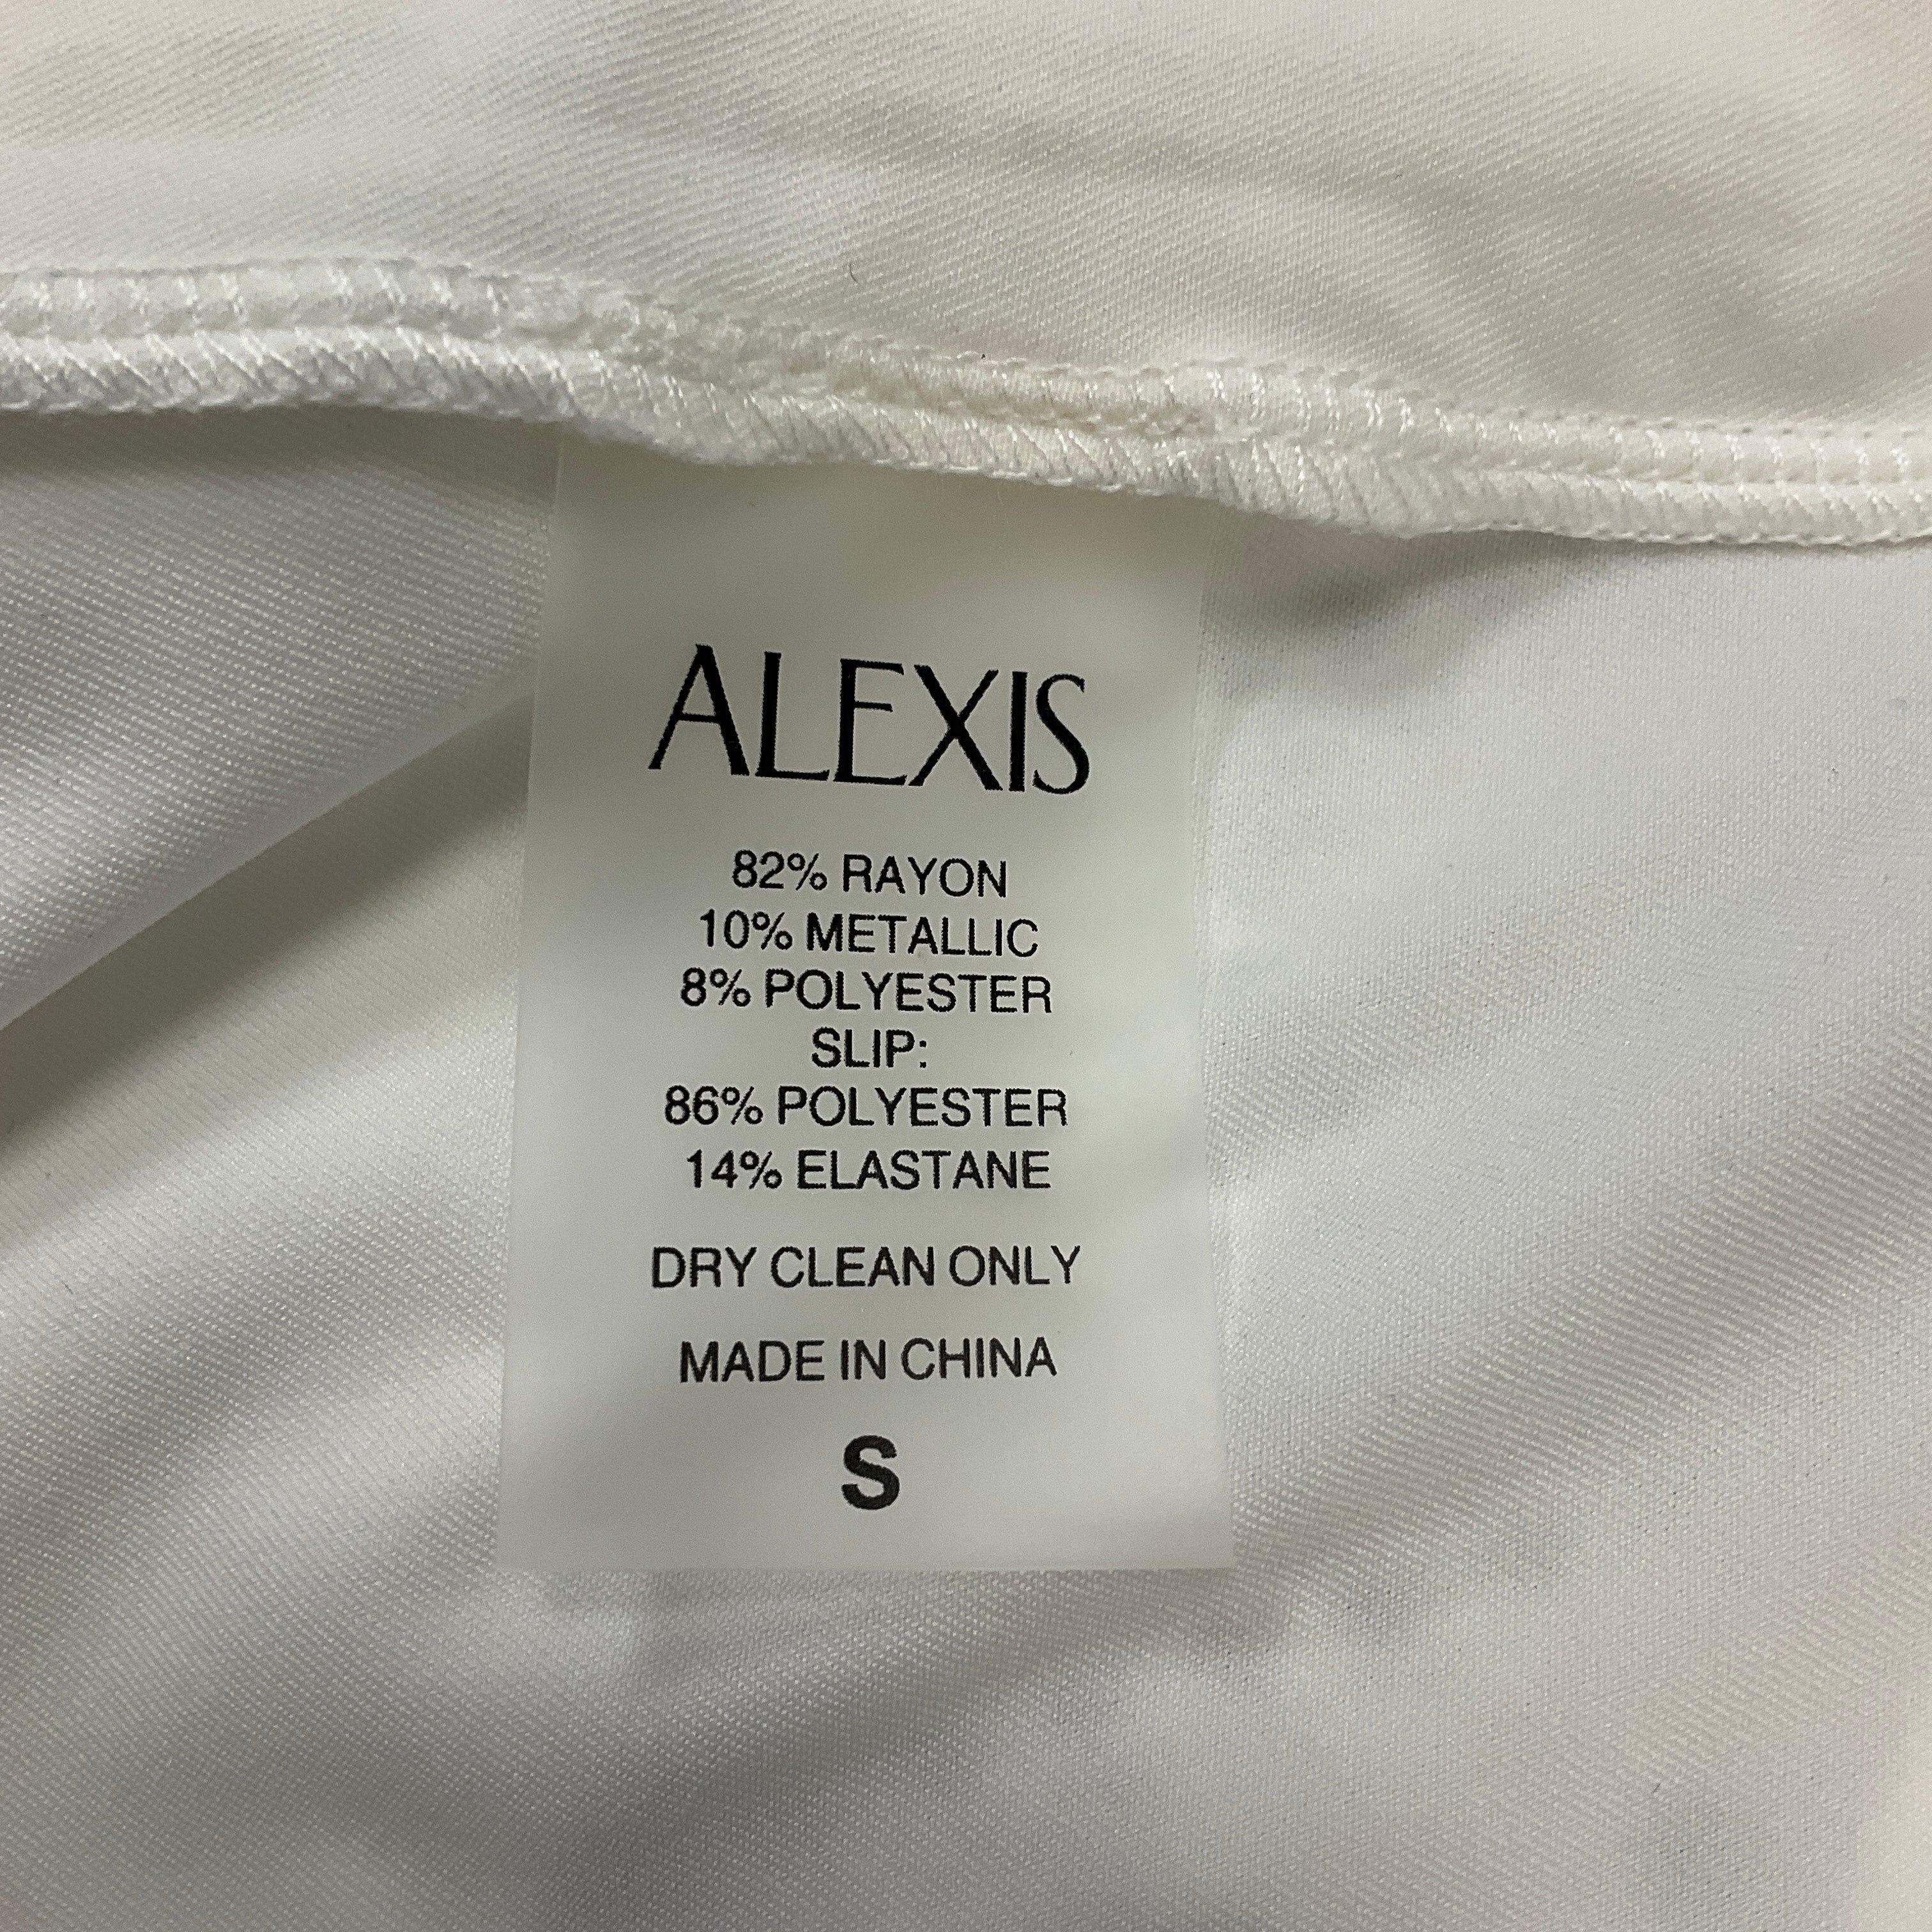 ALEXIS
82% RAYON
10% METALLIC
8% POLYESTER
SLIP:
86% POLYESTER
14% ELASTANE
DRY CLEAN ONLY
MADE IN CHINA
S